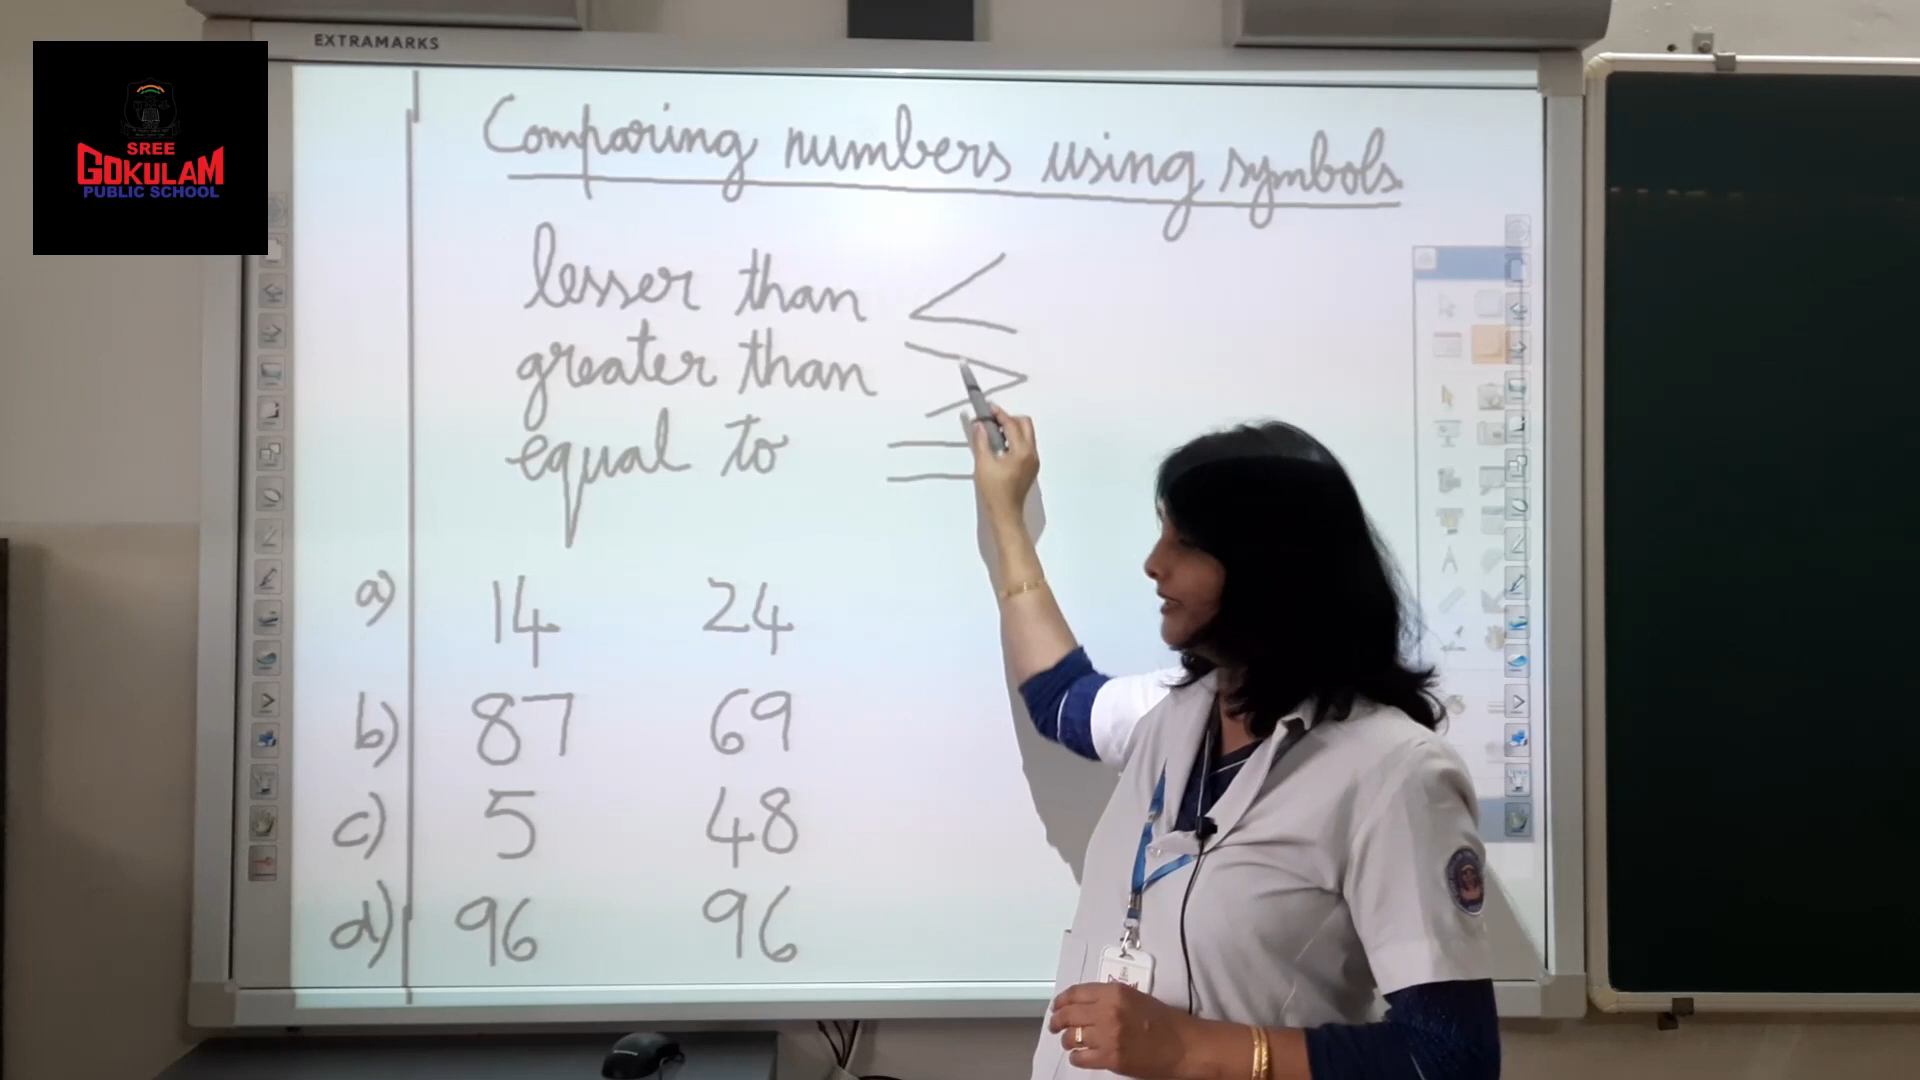 EXTRAMARKS
SREE
GOKULAM
PUBLIC SCHOOL
Comparing numbers using symbols.
lesser than <
greater than >
equal to =
a) 14 24
b) 87 69
c) 5 48
d) 96 96